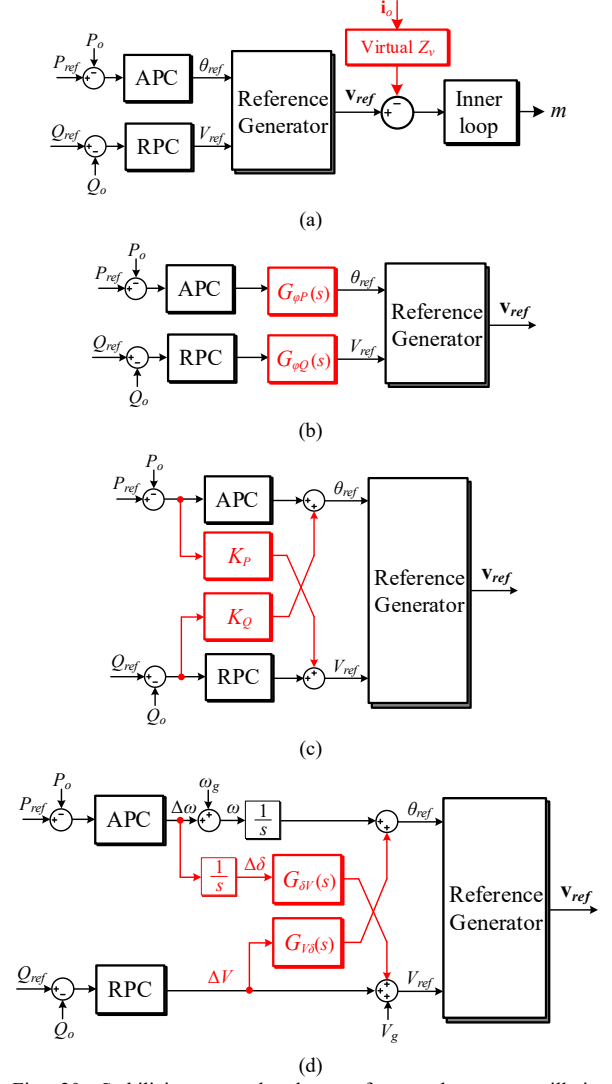 i_o
P_o
Virtual Z_v
P_ref APC θ_ref
Reference Generator v_ref Inner loop m
Q_ref RPC V_ref
Q_o
(a)
P_o
P_ref APC G_φP(s) θ_ref
Reference Generator v_ref
Q_ref RPC G_φQ(s) V_ref
Q_o
(b)
P_o
P_ref APC θ_ref
K_P
Reference Generator v_ref
K_Q
Q_ref RPC V_ref
Q_o
(c)
P_o ω_g
P_ref APC Δω ω 1/s θ_ref
1/s Δδ G_δV(s)
Reference Generator v_ref
G_Vδ(s)
Q_ref RPC ΔV V_ref
Q_o V_g
(d)